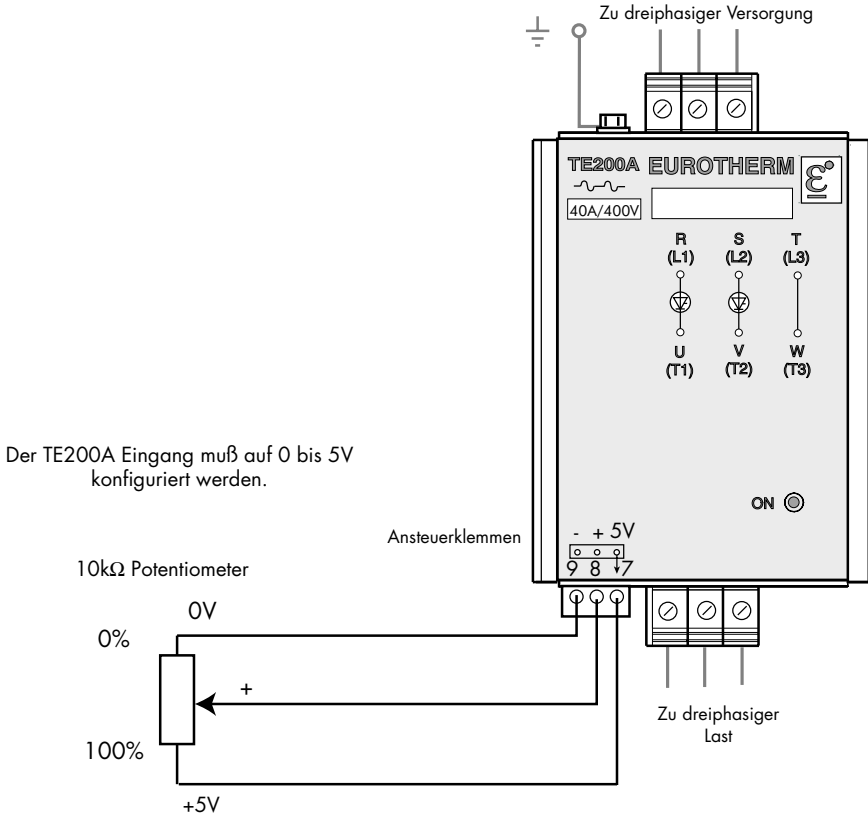 Zu dreiphasiger Versorgung
TE200A EUROTHERM
40A/400V
R S T
(L1) (L2) (L3)
U V W
(T1) (T2) (T3)
Der TE200A Eingang muß auf 0 bis 5V
konfiguriert werden.
ON
Ansteuerklemmen
- + 5V
9 8 7
10kΩ Potentiometer
0V
0%
+
100%
+5V
Zu dreiphasiger
Last